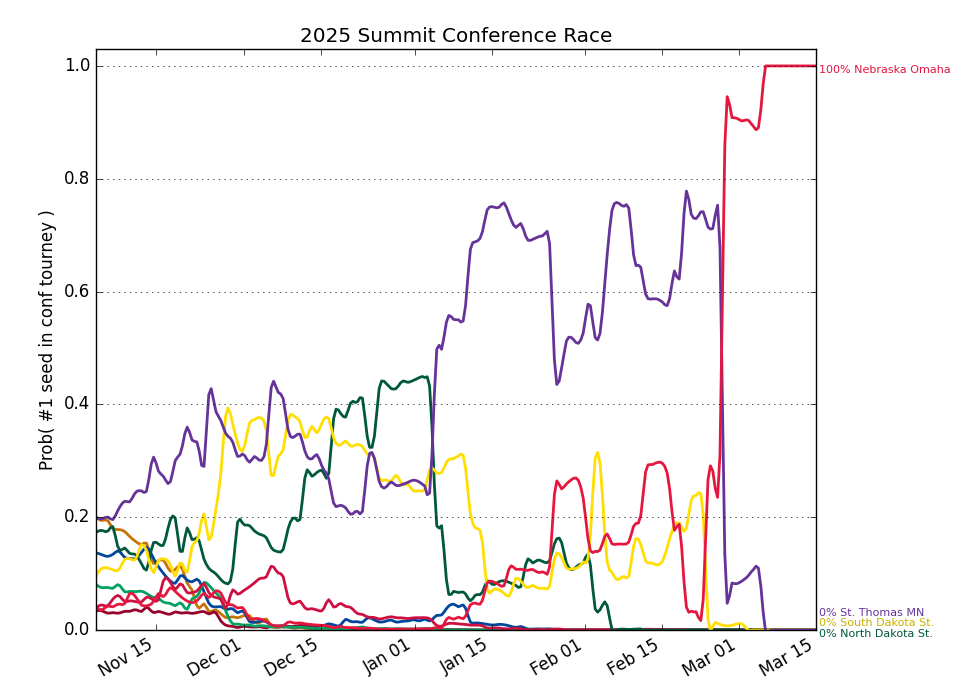 2025 Summit Conference Race
Prob( #1 seed in conf tourney )
1.0
0.8
0.6
0.4
0.2
0.0
Nov 15
Dec 01
Dec 15
Jan 01
Jan 15
Feb 01
Feb 15
Mar 01
Mar 15
100% Nebraska Omaha
0% St. Thomas MN
0% South Dakota St.
0% North Dakota St.